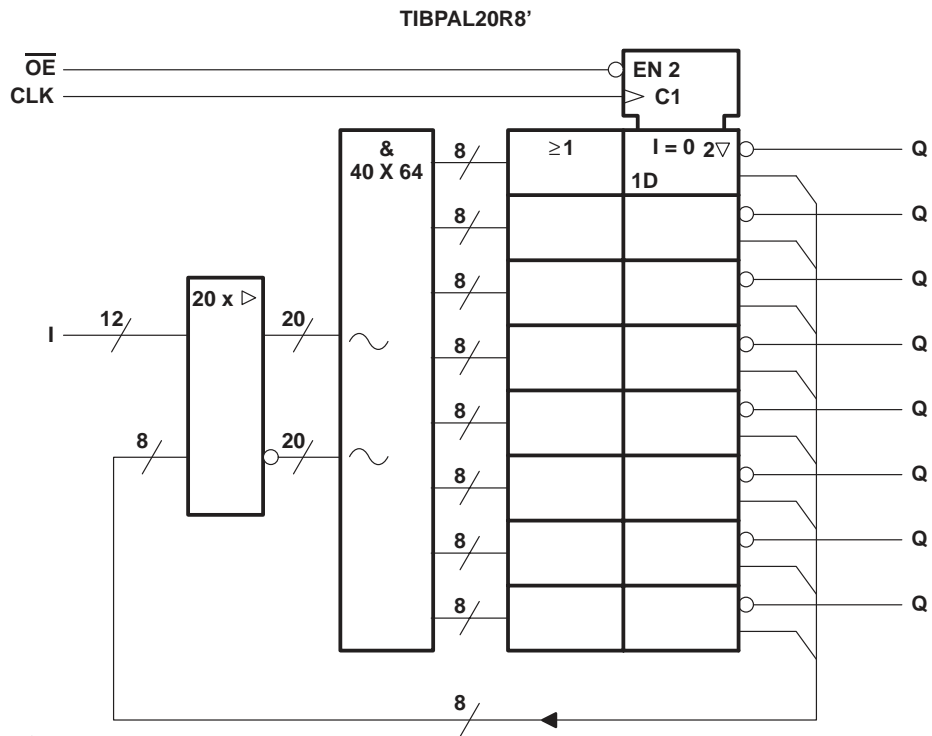 TIBPAL20R8’
OE
CLK
EN 2
C1
&
40 X 64
8
≥1
I = 0 2▽
1D
Q
8
Q
8
Q
20 x ▷
I
12
20
8
Q
8
Q
8
20
8
Q
8
Q
8
Q
8